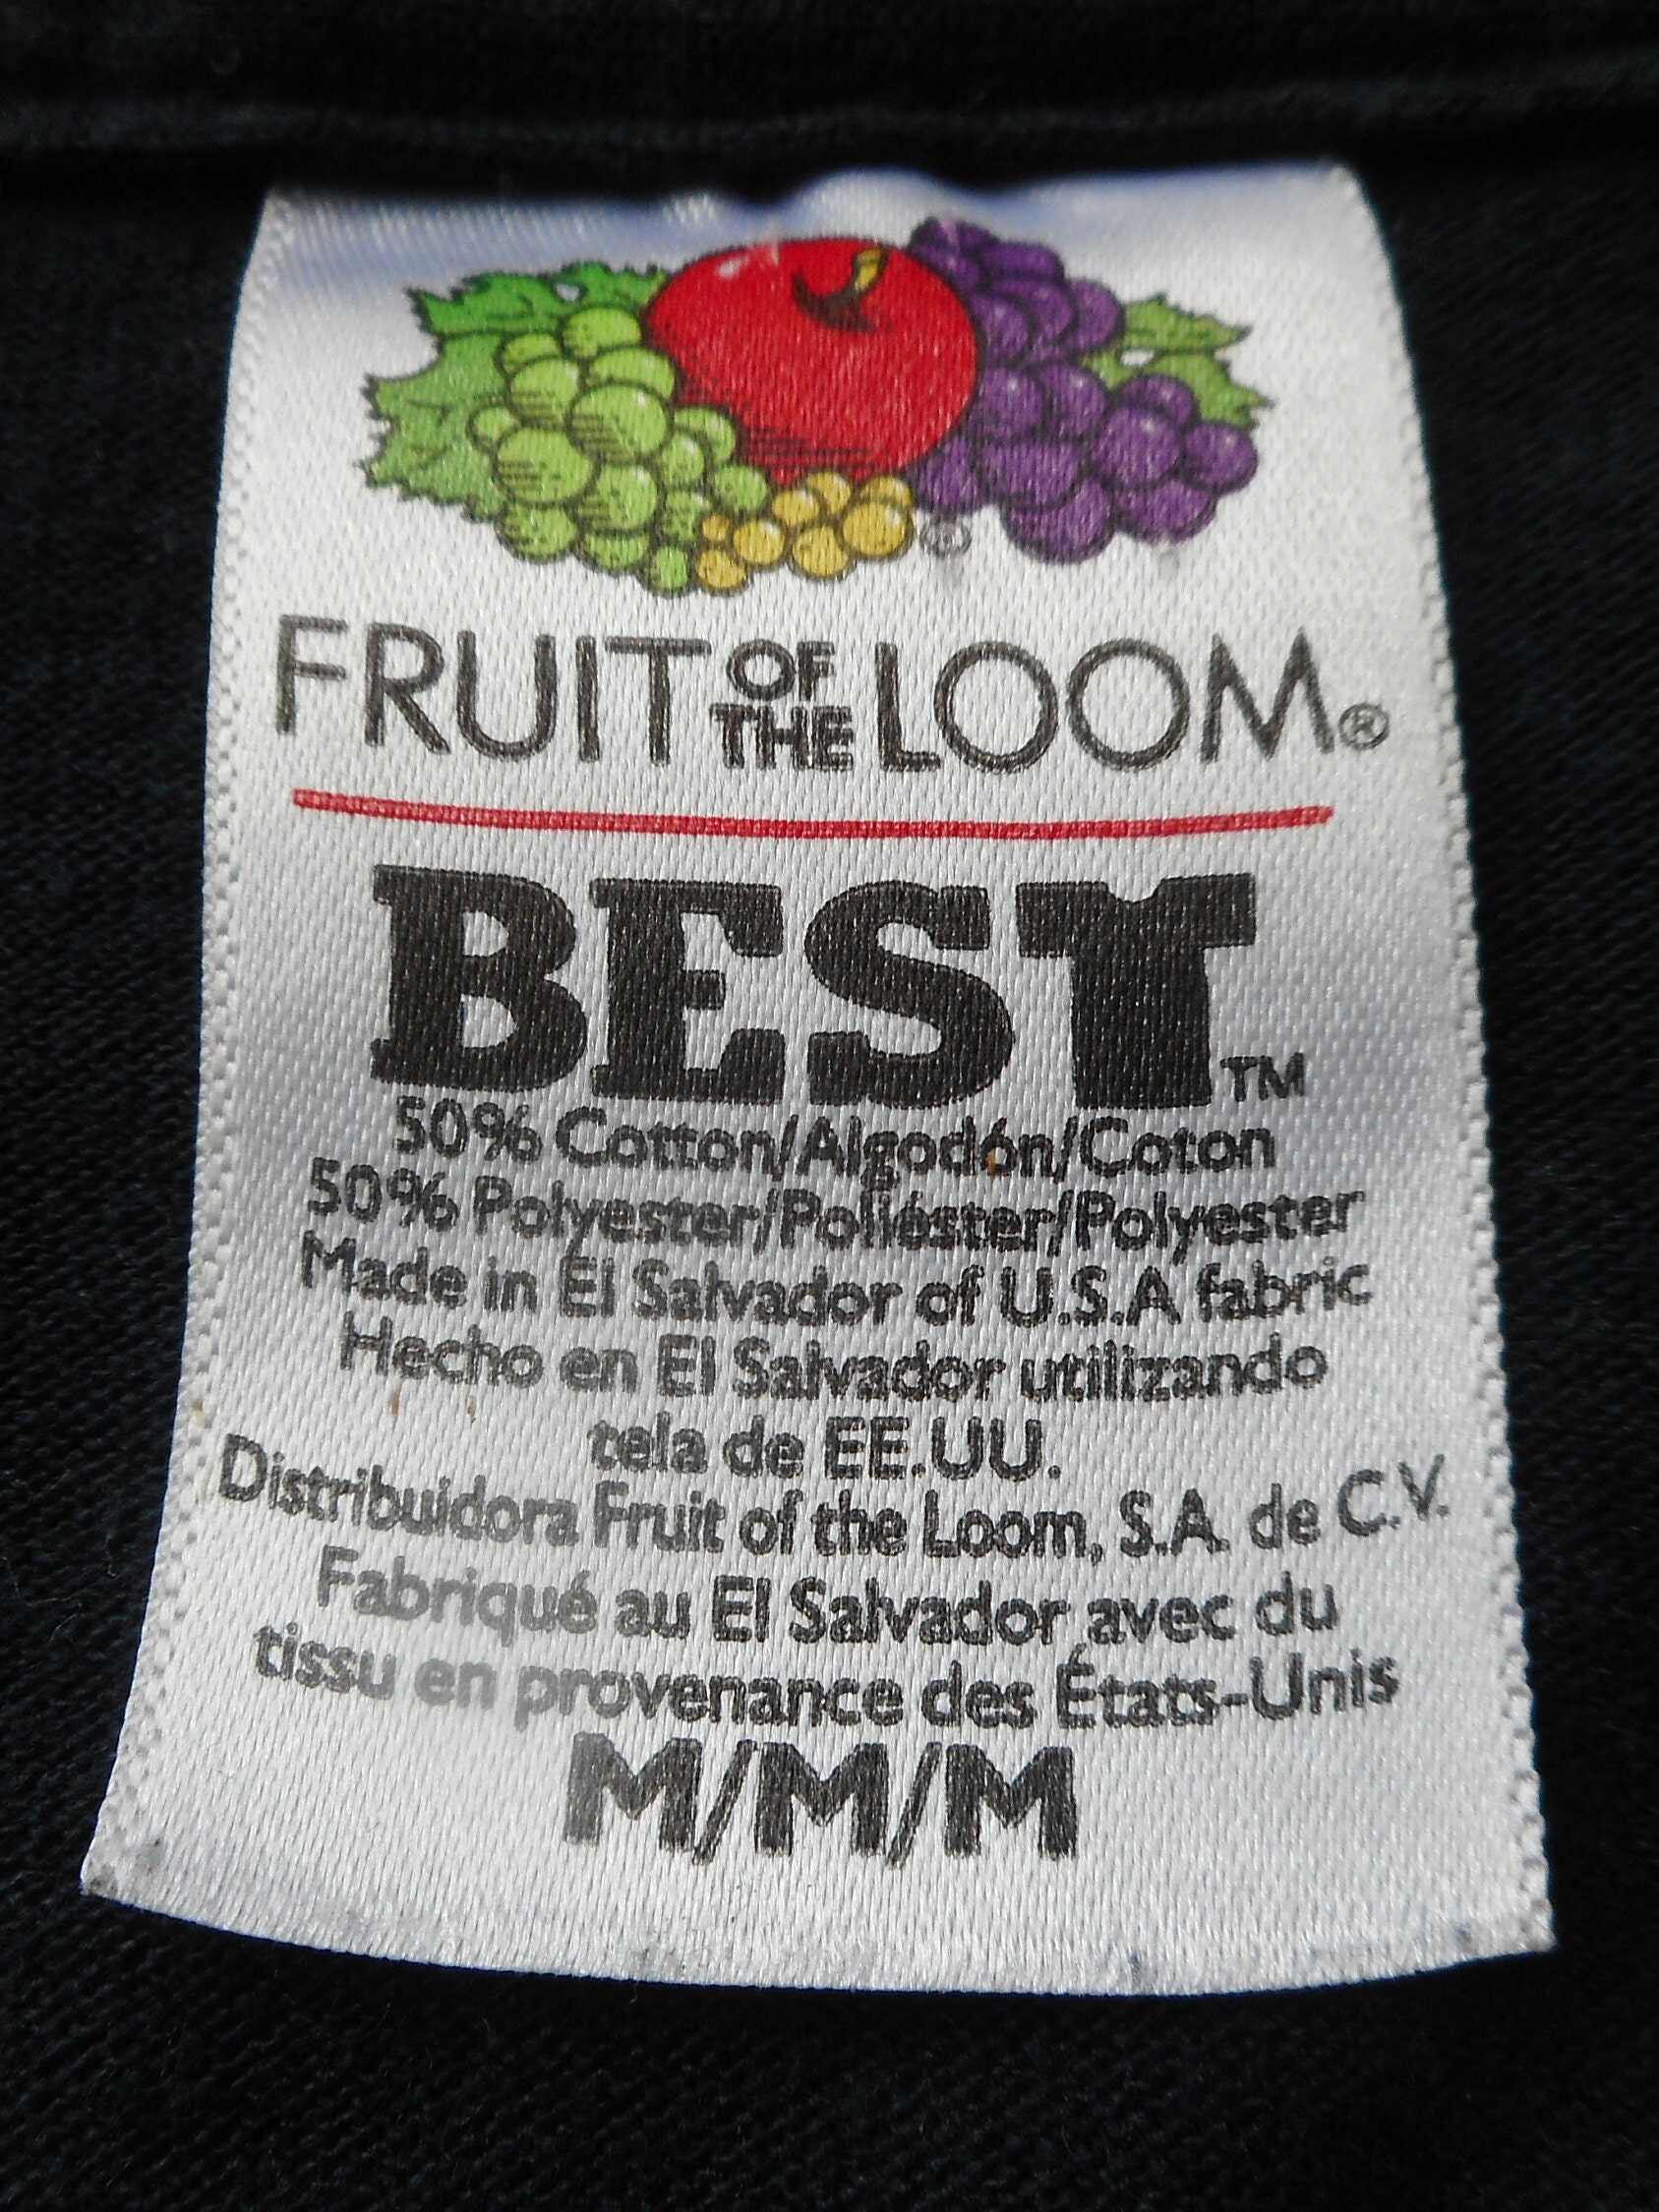 ©
FRUIT OF THE LOOM®
BEST™
50% Cotton/Algodón/Coton
50% Polyester/Poliéster/Polyester
Made in El Salvador of U.S.A fabric
Hecho en El Salvador utilizando
tela de EE.UU.
Distribuidora Fruit of the Loom, S.A. de C.V.
Fabriqué au El Salvador avec du
tissu en provenance des États-Unis
M/M/M